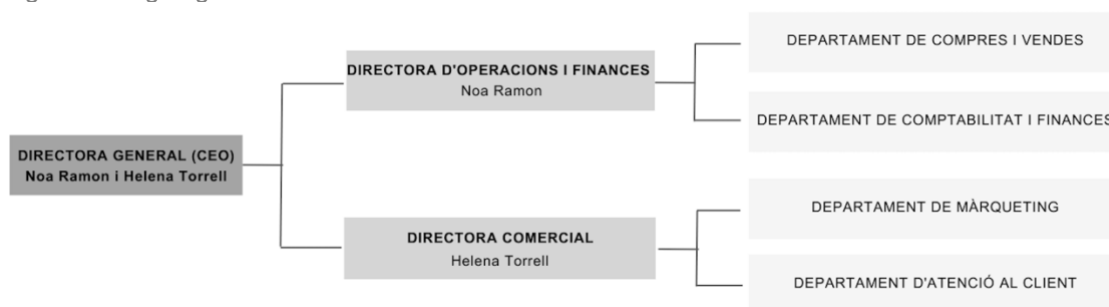 DIRECTORA GENERAL (CEO)
Noa Ramon i Helena Torrell
DIRECTORA D'OPERACIONS I FINANCES
Noa Ramon
DEPARTAMENT DE COMPRES I VENDES
DEPARTAMENT DE COMPTABILITAT I FINANCES
DIRECTORA COMERCIAL
Helena Torrell
DEPARTAMENT DE MÀRQUETING
DEPARTAMENT D'ATENCIÓ AL CLIENT